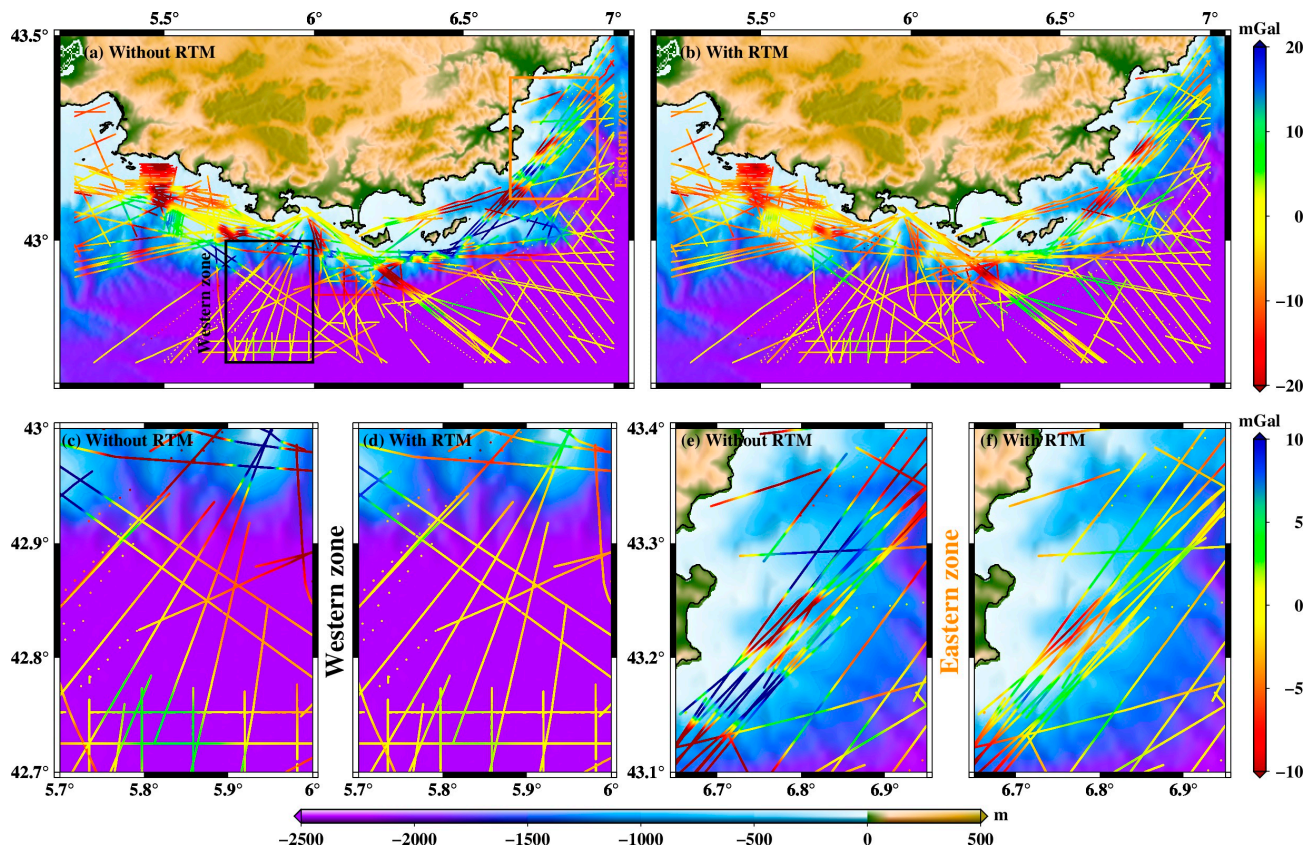 5.5° 6° 6.5° 7° 5.5° 6° 6.5° 7° mGal
43.5° (a) Without RTM (b) With RTM 20
Eastern zone
10
43° 0
Western zone
−10
−20
43° (c) Without RTM (d) With RTM 43.4° (e) Without RTM (f) With RTM mGal
10
42.9° 43.3° 5
Western zone Eastern zone 0
42.8° 43.2° −5
42.7° 43.1° −10
5.7° 5.8° 5.9° 6° 5.7° 5.8° 5.9° 6° 6.7° 6.8° 6.9° 6.7° 6.8° 6.9°
m
−2500 −2000 −1500 −1000 −500 0 500